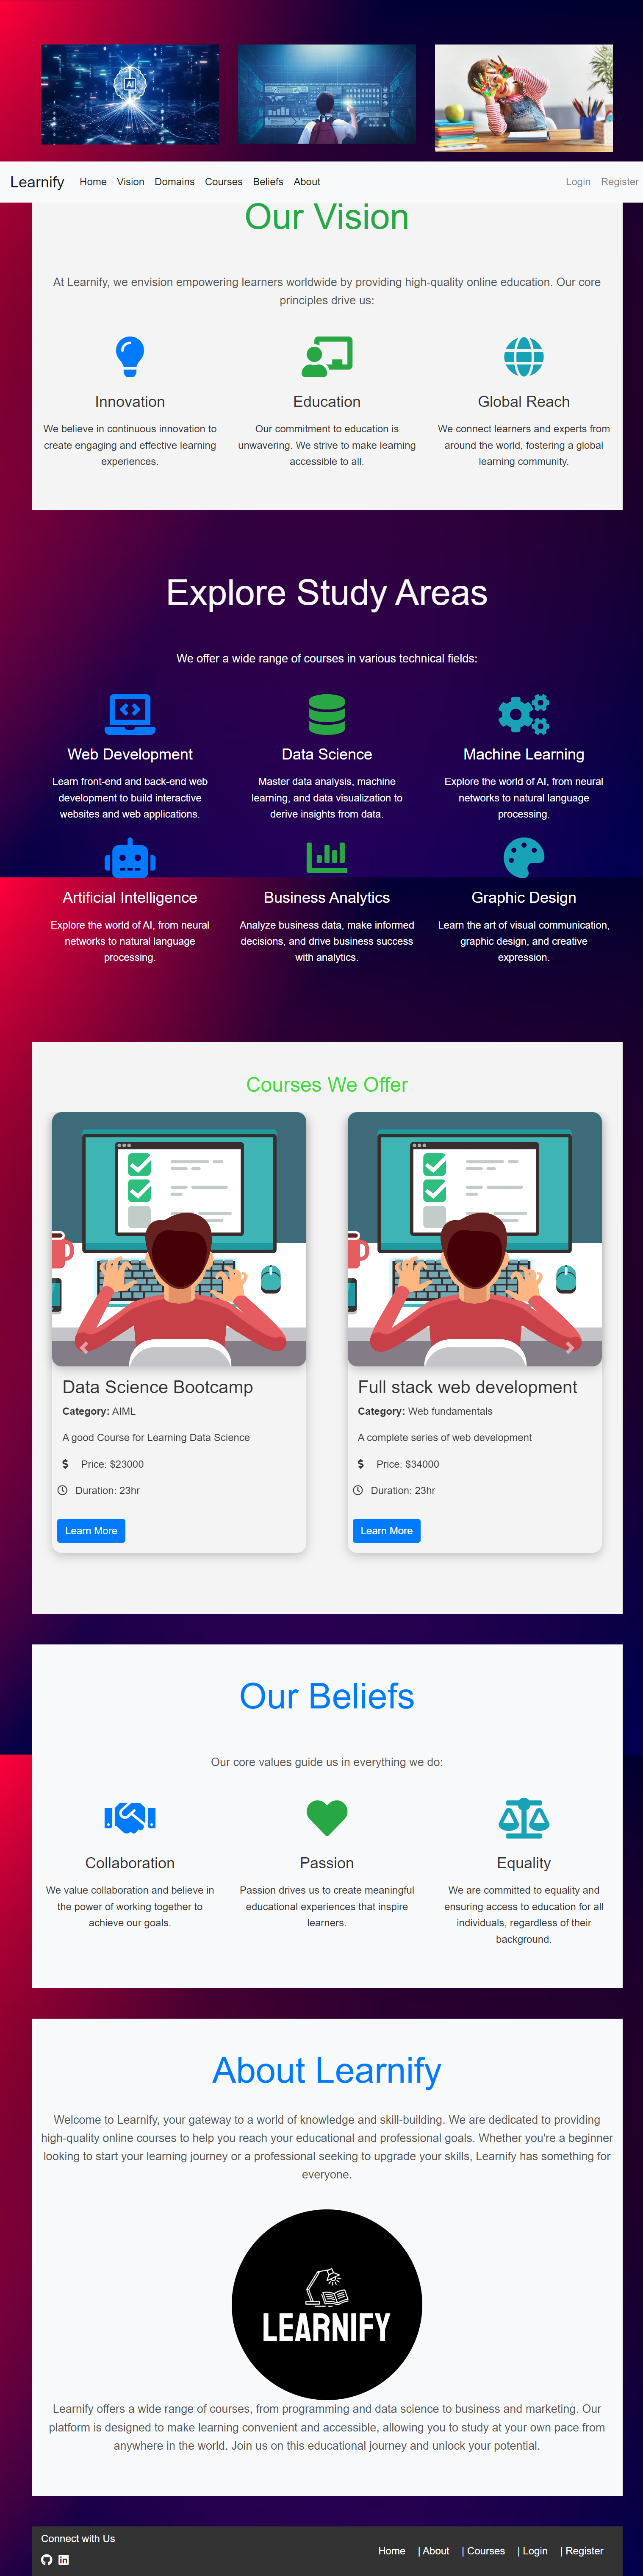 AI
Learnify Home Vision Domains Courses Beliefs About Login Register
Our Vision
At Learnify, we envision empowering learners worldwide by providing high-quality online education. Our core
principles drive us:
Innovation
We believe in continuous innovation to
create engaging and effective learning
experiences.
Education
Our commitment to education is
unwavering. We strive to make learning
accessible to all.
Global Reach
We connect learners and experts from
around the world, fostering a global
learning community.
Explore Study Areas
We offer a wide range of courses in various technical fields:
Web Development
Learn front-end and back-end web
development to build interactive
websites and web applications.
Data Science
Master data analysis, machine
learning, and data visualization to
derive insights from data.
Machine Learning
Explore the world of AI, from neural
networks to natural language
processing.
Artificial Intelligence
Explore the world of AI, from neural
networks to natural language
processing.
Business Analytics
Analyze business data, make informed
decisions, and drive business success
with analytics.
Graphic Design
Learn the art of visual communication,
graphic design, and creative
expression.
Courses We Offer
Data Science Bootcamp
Category: AIML
A good Course for Learning Data Science
$ Price: $23000
Duration: 23hr
Learn More
Full stack web development
Category: Web fundamentals
A complete series of web development
$ Price: $34000
Duration: 23hr
Learn More
Our Beliefs
Our core values guide us in everything we do:
Collaboration
We value collaboration and believe in
the power of working together to
achieve our goals.
Passion
Passion drives us to create meaningful
educational experiences that inspire
learners.
Equality
We are committed to equality and
ensuring access to education for all
individuals, regardless of their
background.
About Learnify
Welcome to Learnify, your gateway to a world of knowledge and skill-building. We are dedicated to providing
high-quality online courses to help you reach your educational and professional goals. Whether you're a beginner
looking to start your learning journey or a professional seeking to upgrade your skills, Learnify has something for
everyone.
LEARNIFY
Learnify offers a wide range of courses, from programming and data science to business and marketing. Our
platform is designed to make learning convenient and accessible, allowing you to study at your own pace from
anywhere in the world. Join us on this educational journey and unlock your potential.
Connect with Us
Home | About | Courses | Login | Register